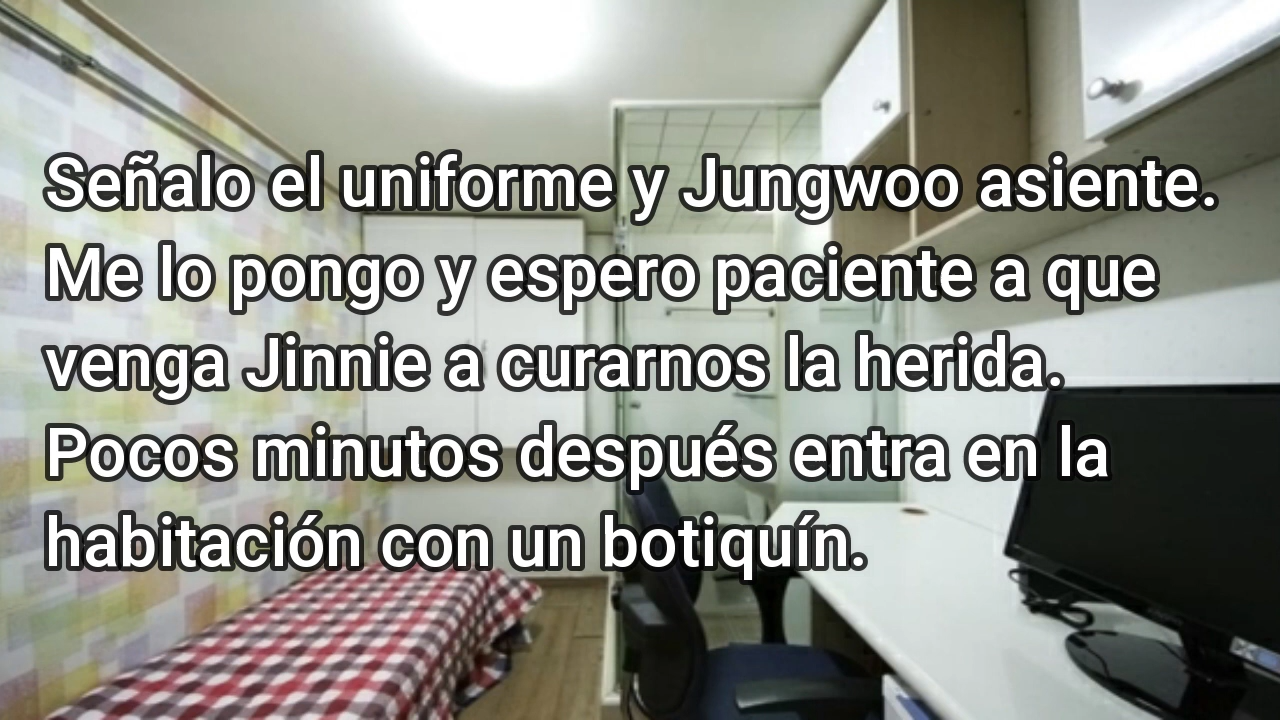 Señalo el uniforme y Jungwoo asiente.
Me lo pongo y espero paciente a que
venga Jinnie a curarnos la herida.
Pocos minutos después entra en la
habitación con un botiquín.